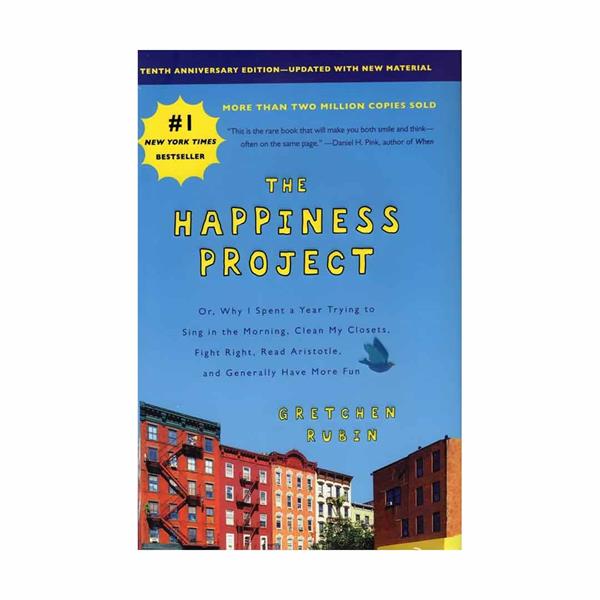 TENTH ANNIVERSARY EDITION—UPDATED WITH NEW MATERIAL
MORE THAN TWO MILLION COPIES SOLD
#1
NEW YORK TIMES
BESTSELLER
"This is the rare book that will make you both smile and think—
often on the same page."—Daniel H. Pink, author of When
THE
HAPPINESS
PROJECT
Or, Why I Spent a Year Trying to
Sing in the Morning, Clean My Closets,
Fight Right, Read Aristotle,
and Generally Have More Fun
GRETCHEN
RUBIN